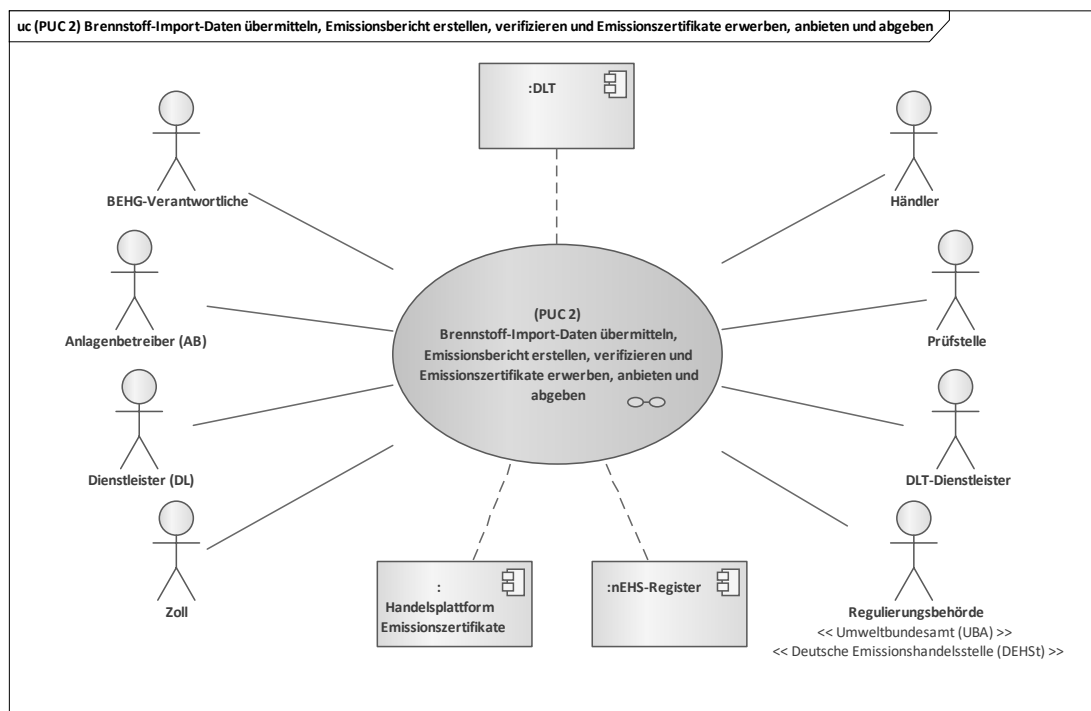 uc (PUC 2) Brennstoff-Import-Daten übermitteln, Emissionsbericht erstellen, verifizieren und Emissionszertifikate erwerben, anbieten und abgeben
:DLT
BEHG-Verantwortliche
Händler
Anlagenbetreiber (AB)
(PUC 2)
Brennstoff-Import-Daten übermitteln,
Emissionsbericht erstellen, verifizieren und
Emissionszertifikate erwerben, anbieten und
abgeben
Prüfstelle
Dienstleister (DL)
DLT-Dienstleister
Zoll
:
Handelsplattform
Emissionszertifikate
:nEHS-Register
Regulierungsbehörde
<< Umweltbundesamt (UBA) >>
<< Deutsche Emissionshandelsstelle (DEHSt) >>